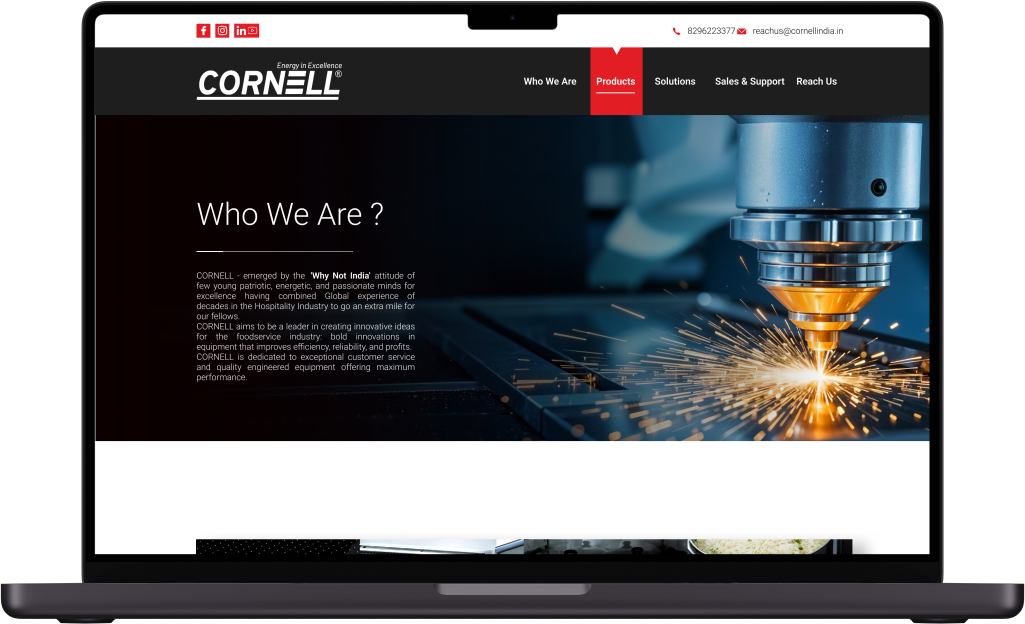 8296223377 reachus@cornellindia.in
Energy in Excellence
CORNELL®
Who We Are Products Solutions Sales & Support Reach Us
Who We Are ?
CORNELL - emerged by the 'Why Not India' attitude of
few young patriotic, energetic, and passionate minds for
excellence having combined Global experience of
decades in the Hospitality Industry to go an extra mile for
our fellows.
CORNELL aims to be a leader in creating innovative ideas
for the foodservice industry: bold innovations in
equipment that improves efficiency, reliability, and profits.
CORNELL is dedicated to exceptional customer service
and quality engineered equipment offering maximum
performance.